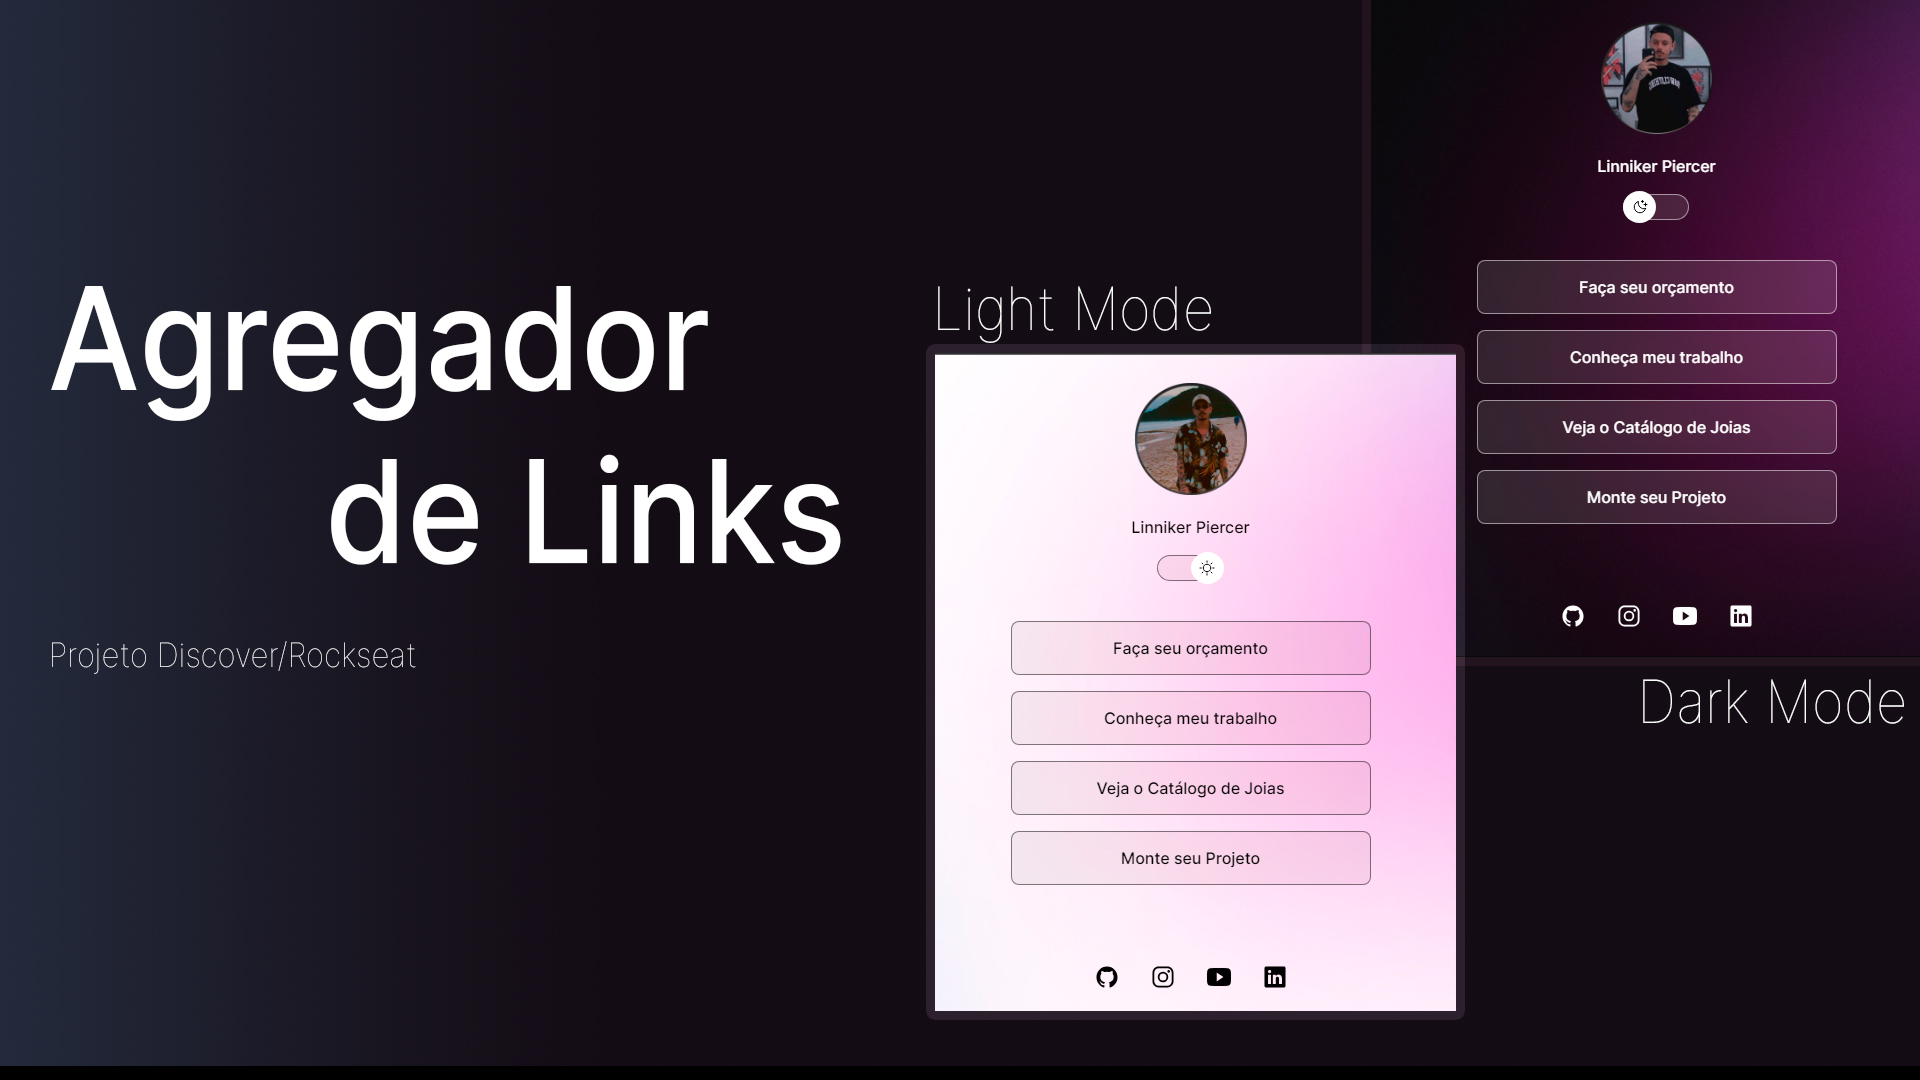 Agregador
de Links
Projeto Discover/Rockseat
Light Mode
Linniker Piercer
Faça seu orçamento
Conheça meu trabalho
Veja o Catálogo de Joias
Monte seu Projeto
Linniker Piercer
Faça seu orçamento
Conheça meu trabalho
Veja o Catálogo de Joias
Monte seu Projeto
Dark Mode